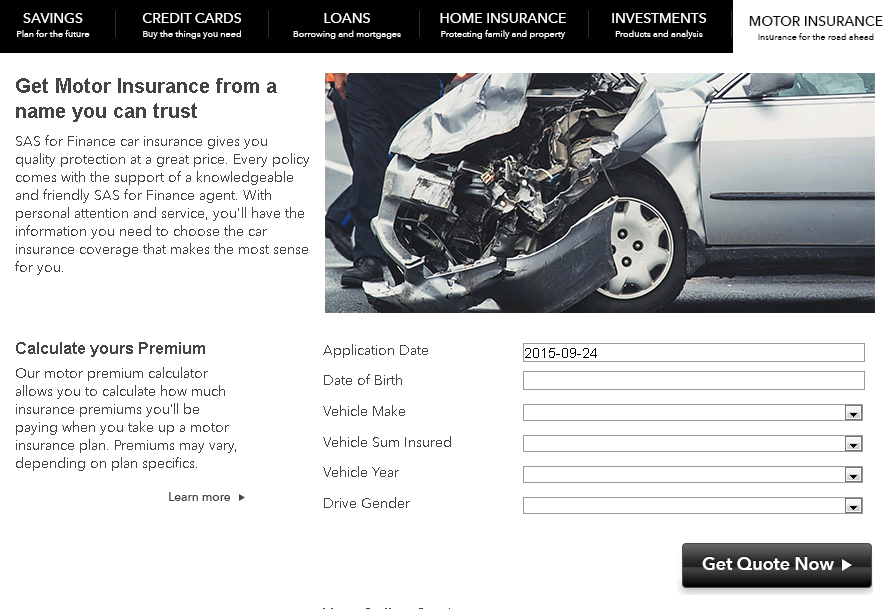 SAVINGS
Plan for the future
CREDIT CARDS
Buy the things you need
LOANS
Borrowing and mortgages
HOME INSURANCE
Protecting family and property
INVESTMENTS
Products and analysis
MOTOR INSURANCE
Insurance for the road ahead
Get Motor Insurance from a
name you can trust
SAS for Finance car insurance gives you
quality protection at a great price. Every policy
comes with the support of a knowledgeable
and friendly SAS for Finance agent. With
personal attention and service, you'll have the
information you need to choose the car
insurance coverage that makes the most sense
for you.
Calculate yours Premium
Our motor premium calculator
allows you to calculate how much
insurance premiums you'll be
paying when you take up a motor
insurance plan. Premiums may vary,
depending on plan specifics.
Learn more
Application Date
2015-09-24
Date of Birth
Vehicle Make
Vehicle Sum Insured
Vehicle Year
Drive Gender
Get Quote Now